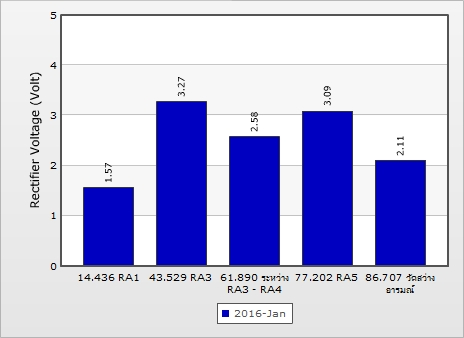 5
4
3
2
1
0
Rectifier Voltage (Volt)
1.57
3.27
2.58
3.09
2.11
14.436 RA1
43.529 RA3
61.890 ระหว่าง
RA3 - RA4
77.202 RA5
86.707 วัดสว่าง
อารมณ์
2016-Jan